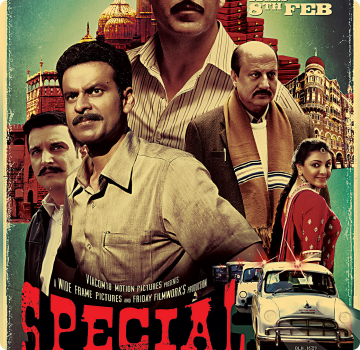 8TH FEB
VIACOM18 MOTION PICTURES PRESENTS
A WIDE FRAME PICTURES AND FRIDAY FILMWORKS PRODUCTION
SPECIAL